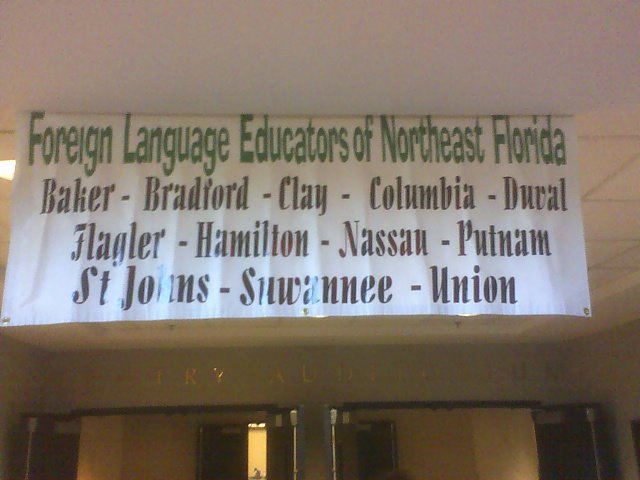 Foreign Language Educators of Northeast Florida
Baker - Bradford - Clay - Columbia - Duval
Flagler - Hamilton - Nassau - Putnam
St Johns - Suwannee - Union
AUDITORIUM